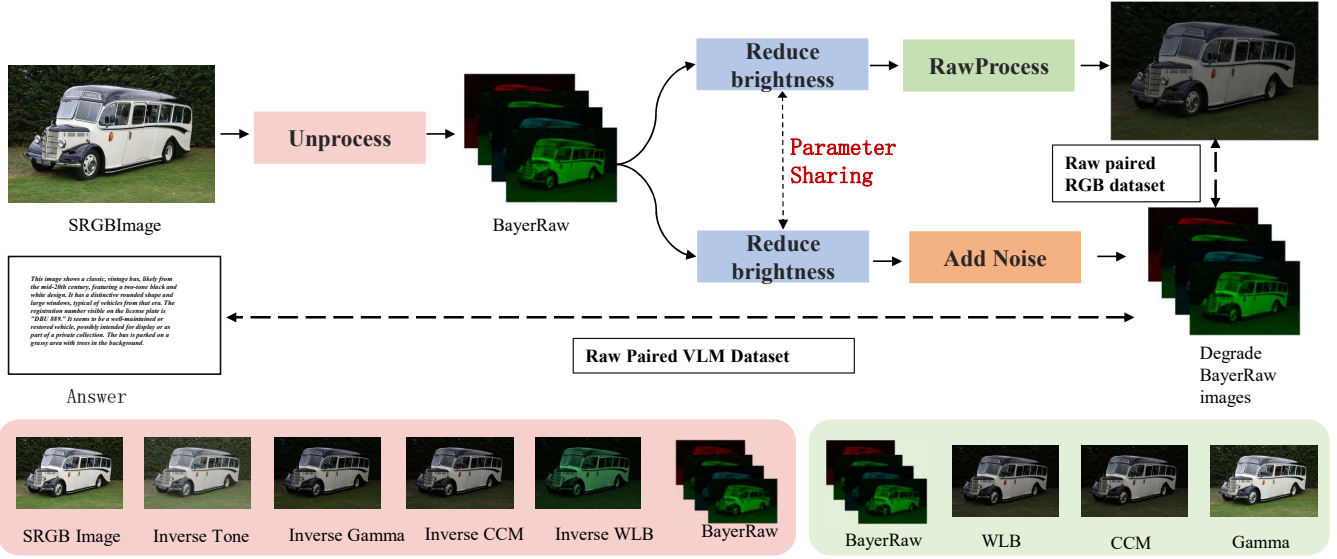 Reduce
brightness
RawProcess
Unprocess
Parameter
Sharing
Raw paired
RGB dataset
SRGBImage
BayerRaw
Reduce
brightness
Add Noise
This image shows a classic, vintage bus, likely from
the mid-20th century, featuring a two-tone black and
white design. It has a distinctive rounded shape and
large windows, typical of vehicles from that era. The
registration number visible on the license plate is
"DBU 889." It seems to be a well-maintained or
restored vehicle, possibly intended for display or as
part of a private collection. The bus is parked on a
grassy area with trees in the background.
Raw Paired VLM Dataset
Degrade
BayerRaw
images
Answer
SRGB Image
Inverse Tone
Inverse Gamma
Inverse CCM
Inverse WLB
BayerRaw
BayerRaw
WLB
CCM
Gamma